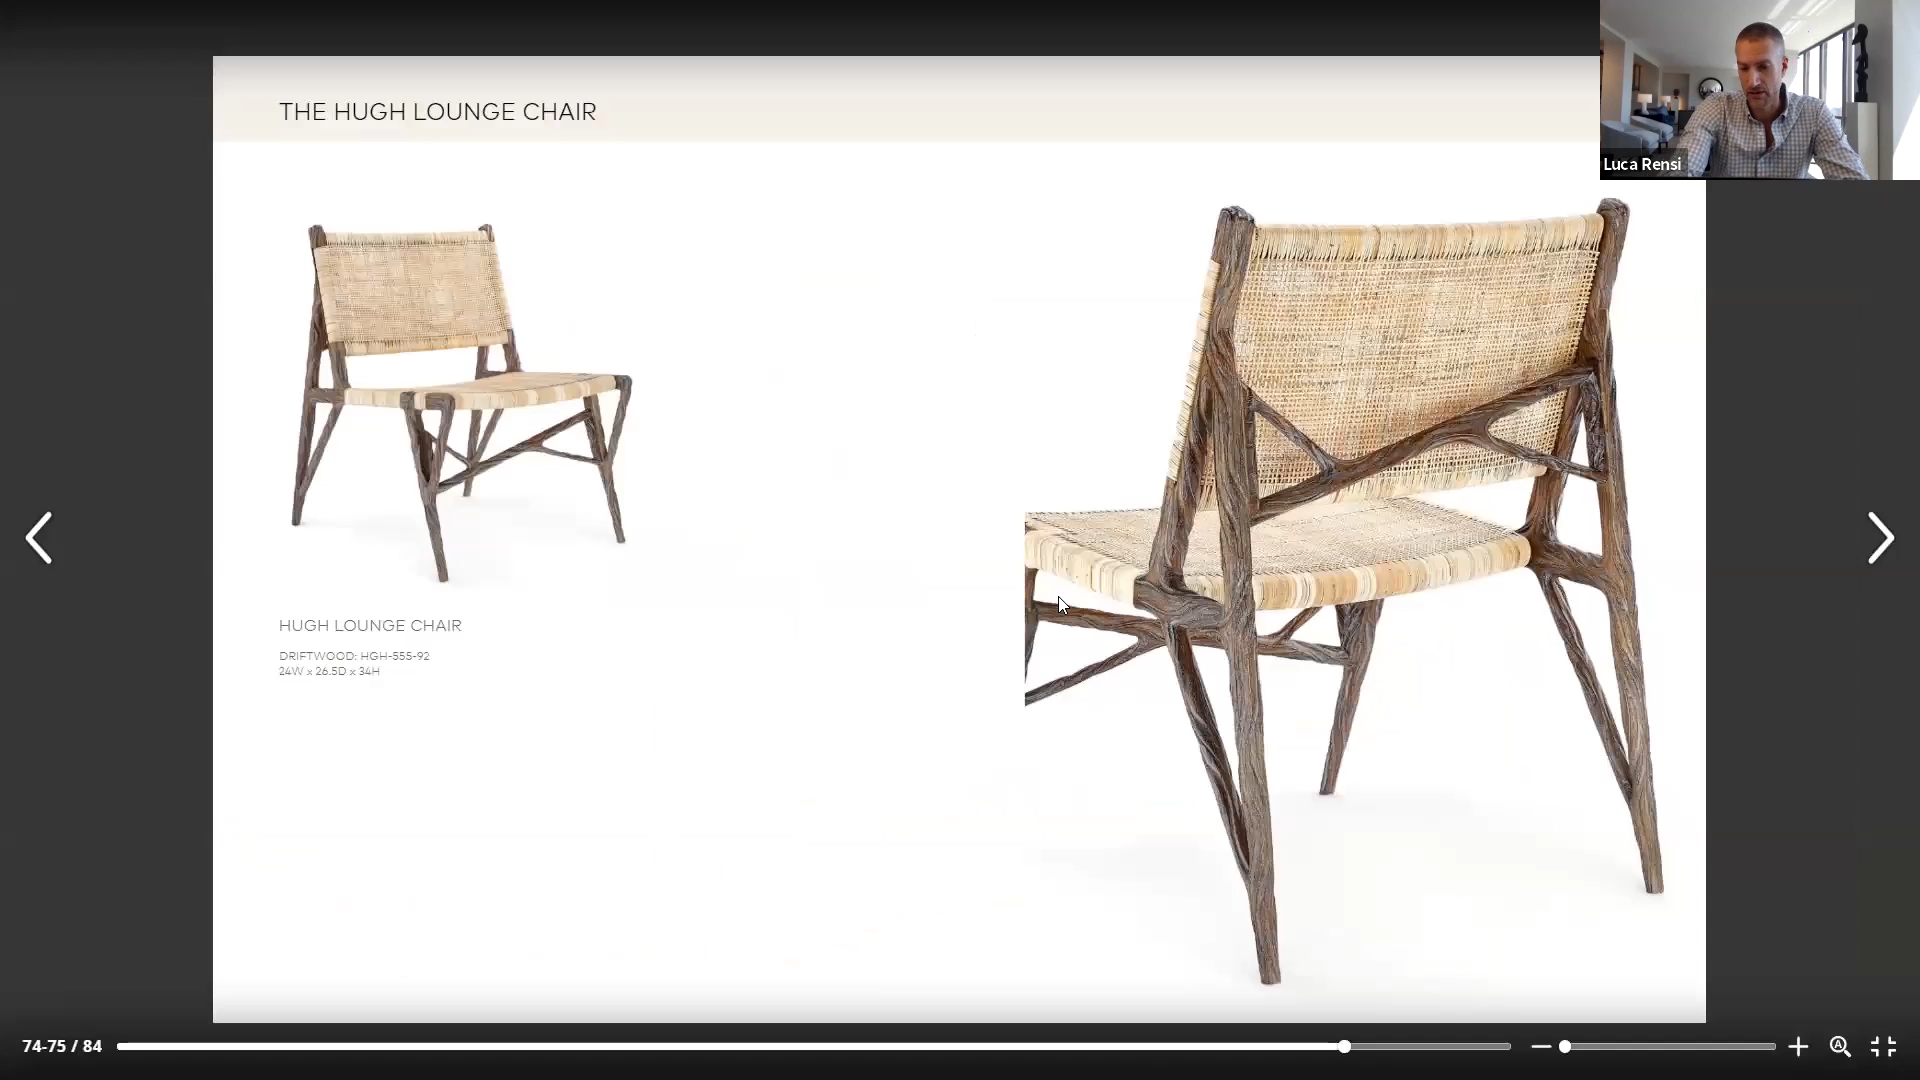 THE HUGH LOUNGE CHAIR
Luca Rensi
HUGH LOUNGE CHAIR
DRIFTWOOD: HGH-555-92
24W x 26.5D x 34H
74-75 / 84